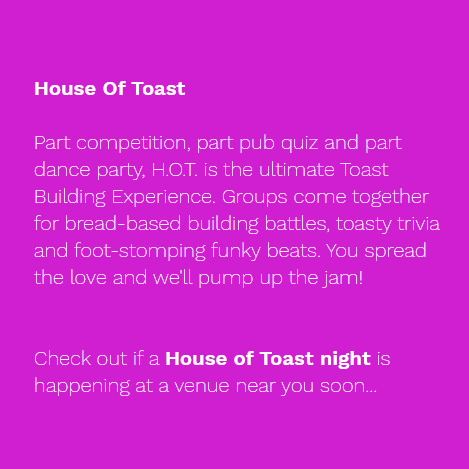 House Of Toast
Part competition, part pub quiz and part
dance party, H.O.T. is the ultimate Toast
Building Experience. Groups come together
for bread-based building battles, toasty trivia
and foot-stomping funky beats. You spread
the love and we'll pump up the jam!
Check out if a House of Toast night is
happening at a venue near you soon...